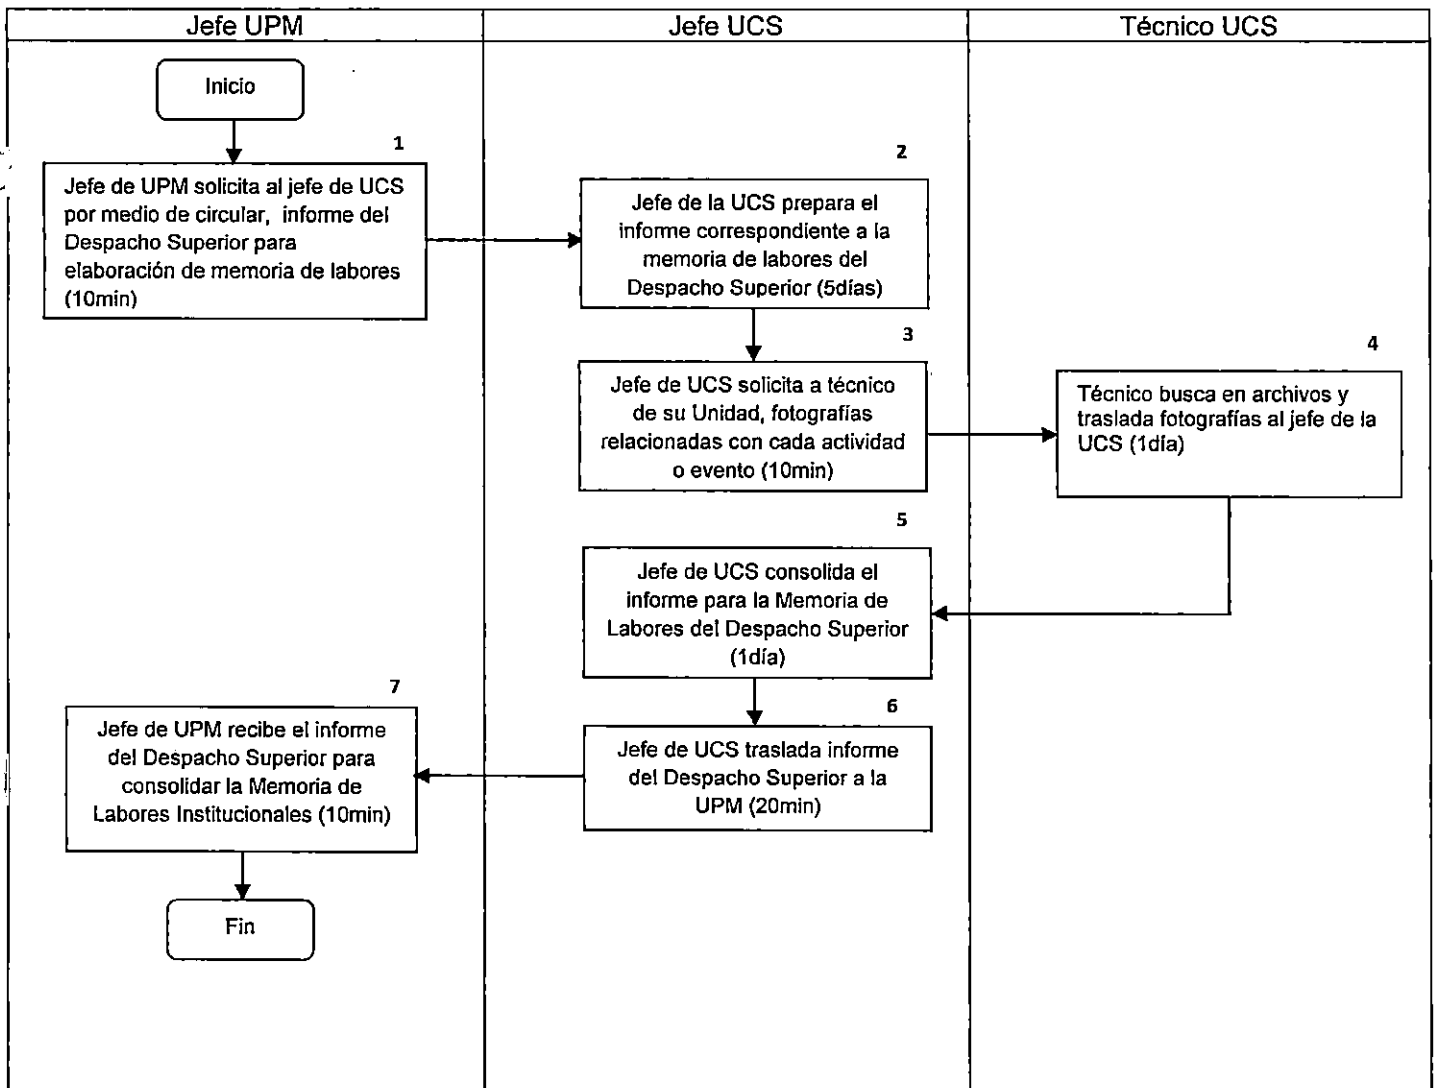 Jefe UPM
Jefe UCS
Técnico UCS
Inicio
1
Jefe de UPM solicita al jefe de UCS
por medio de circular, informe del
Despacho Superior para
elaboración de memoria de labores
(10min)
2
Jefe de la UCS prepara el
informe correspondiente a la
memoria de labores del
Despacho Superior (5días)
3
Jefe de UCS solicita a técnico
de su Unidad, fotografías
relacionadas con cada actividad
o evento (10min)
4
Técnico busca en archivos y
traslada fotografías al jefe de la
UCS (1día)
5
Jefe de UCS consolida el
informe para la Memoria de
Labores del Despacho Superior
(1día)
6
Jefe de UCS traslada informe
del Despacho Superior a la
UPM (20min)
7
Jefe de UPM recibe el informe
del Despacho Superior para
consolidar la Memoria de
Labores Institucionales (10min)
Fin